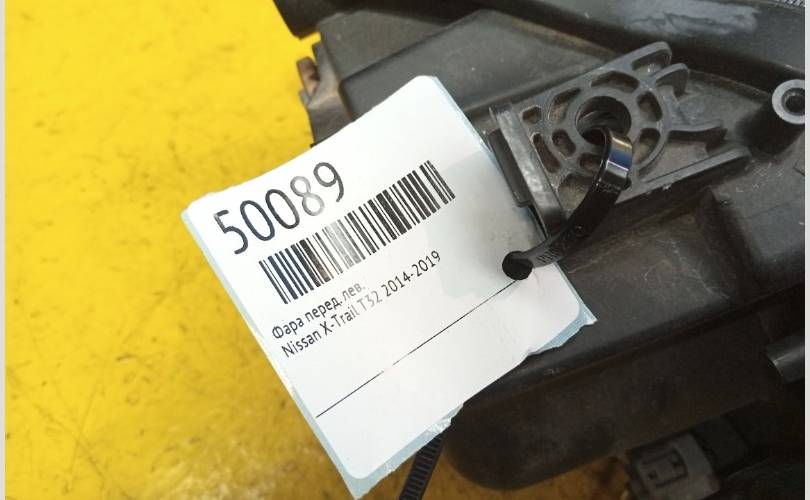 50089
Фара перед. лев.
Nissan X-Trail T32 2014-2019